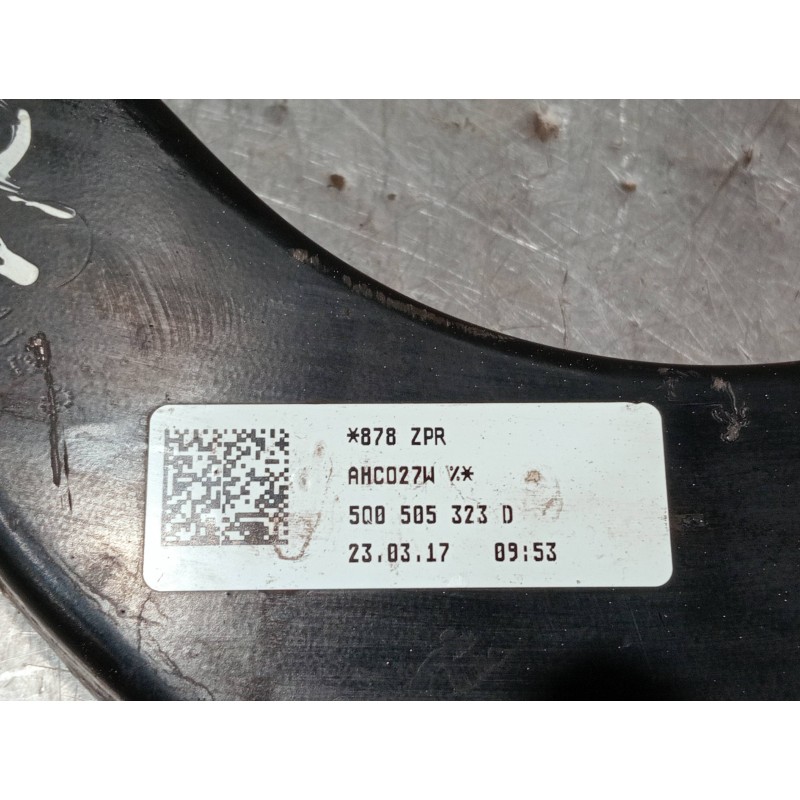 *878 ZPR
AHC027W %*
5Q0 505 323 D
23.03.17 09:53